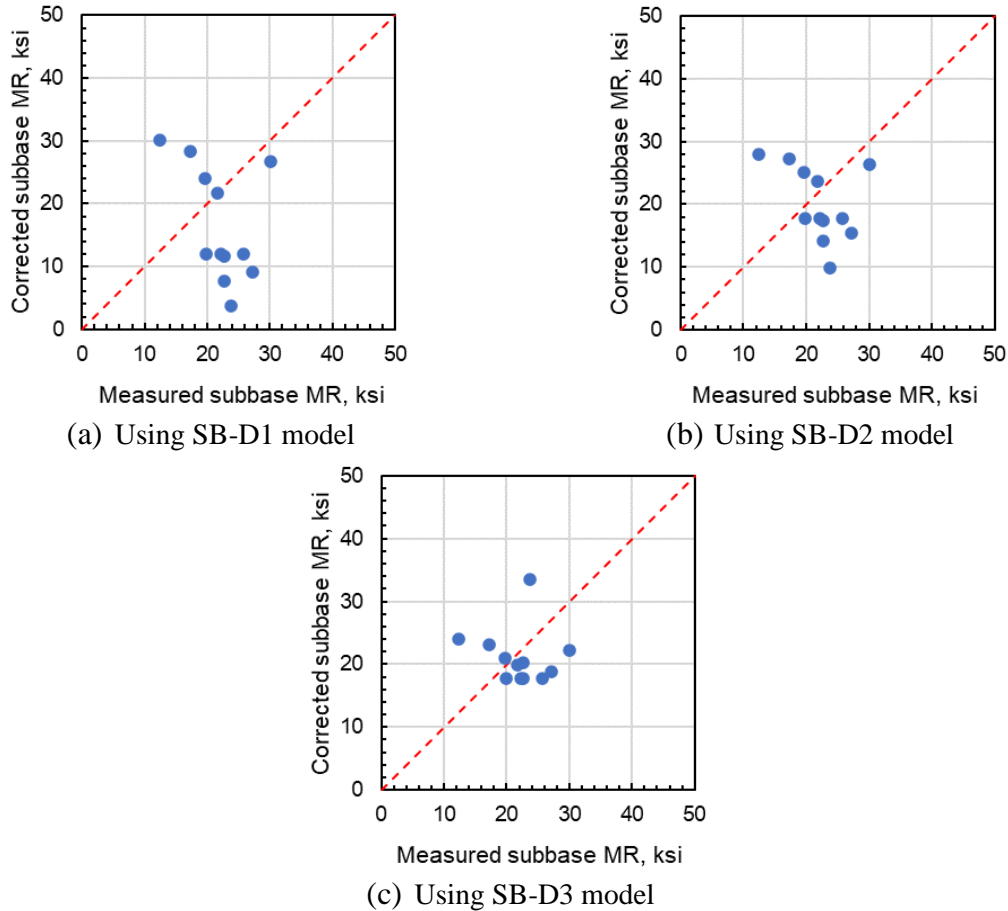 50
40
30
20
10
0
Corrected subbase MR, ksi
0 10 20 30 40 50
Measured subbase MR, ksi
(a) Using SB-D1 model
50
40
30
20
10
0
Corrected subbase MR, ksi
0 10 20 30 40 50
Measured subbase MR, ksi
(b) Using SB-D2 model
50
40
30
20
10
0
Corrected subbase MR, ksi
0 10 20 30 40 50
Measured subbase MR, ksi
(c) Using SB-D3 model